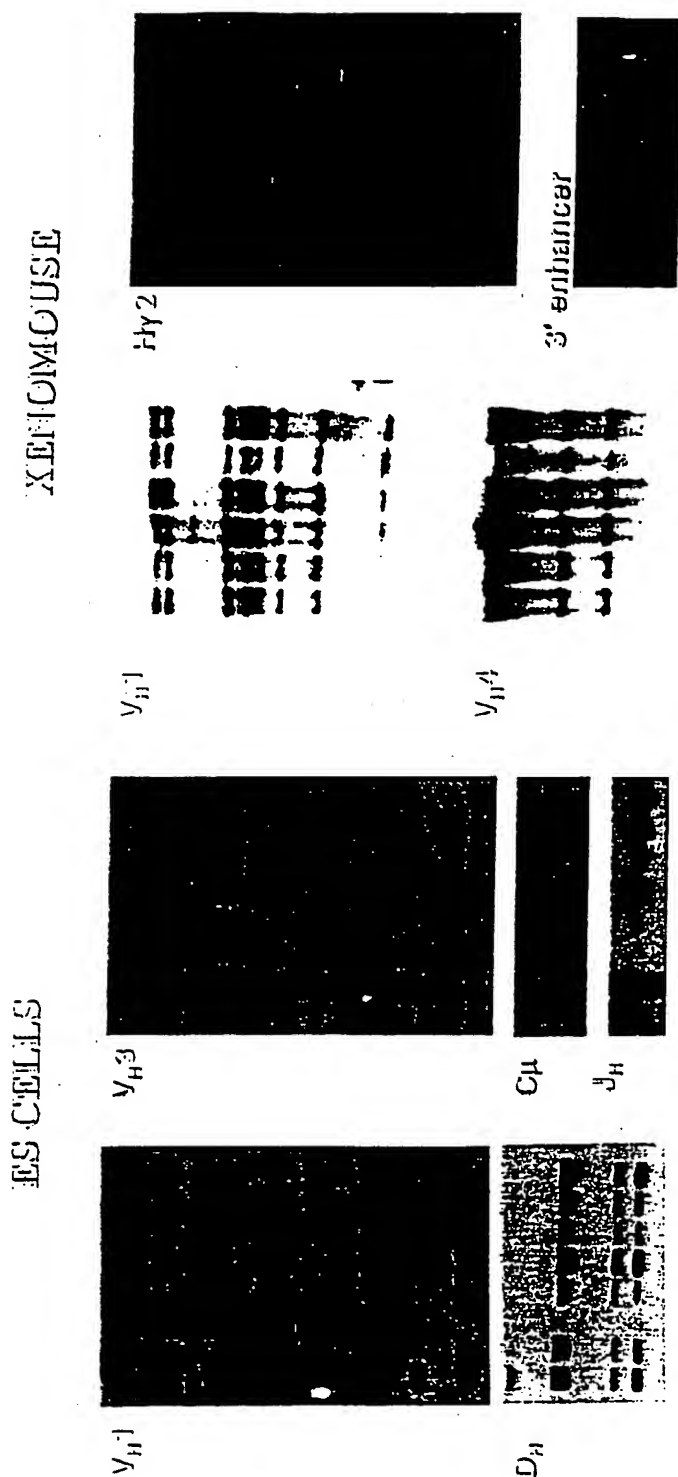 ES CELLS
V_H1
D_H
V_H3
Cμ
J_H
XENOMOUSE
V_H1
V_H4
Hγ2
3' enhancer